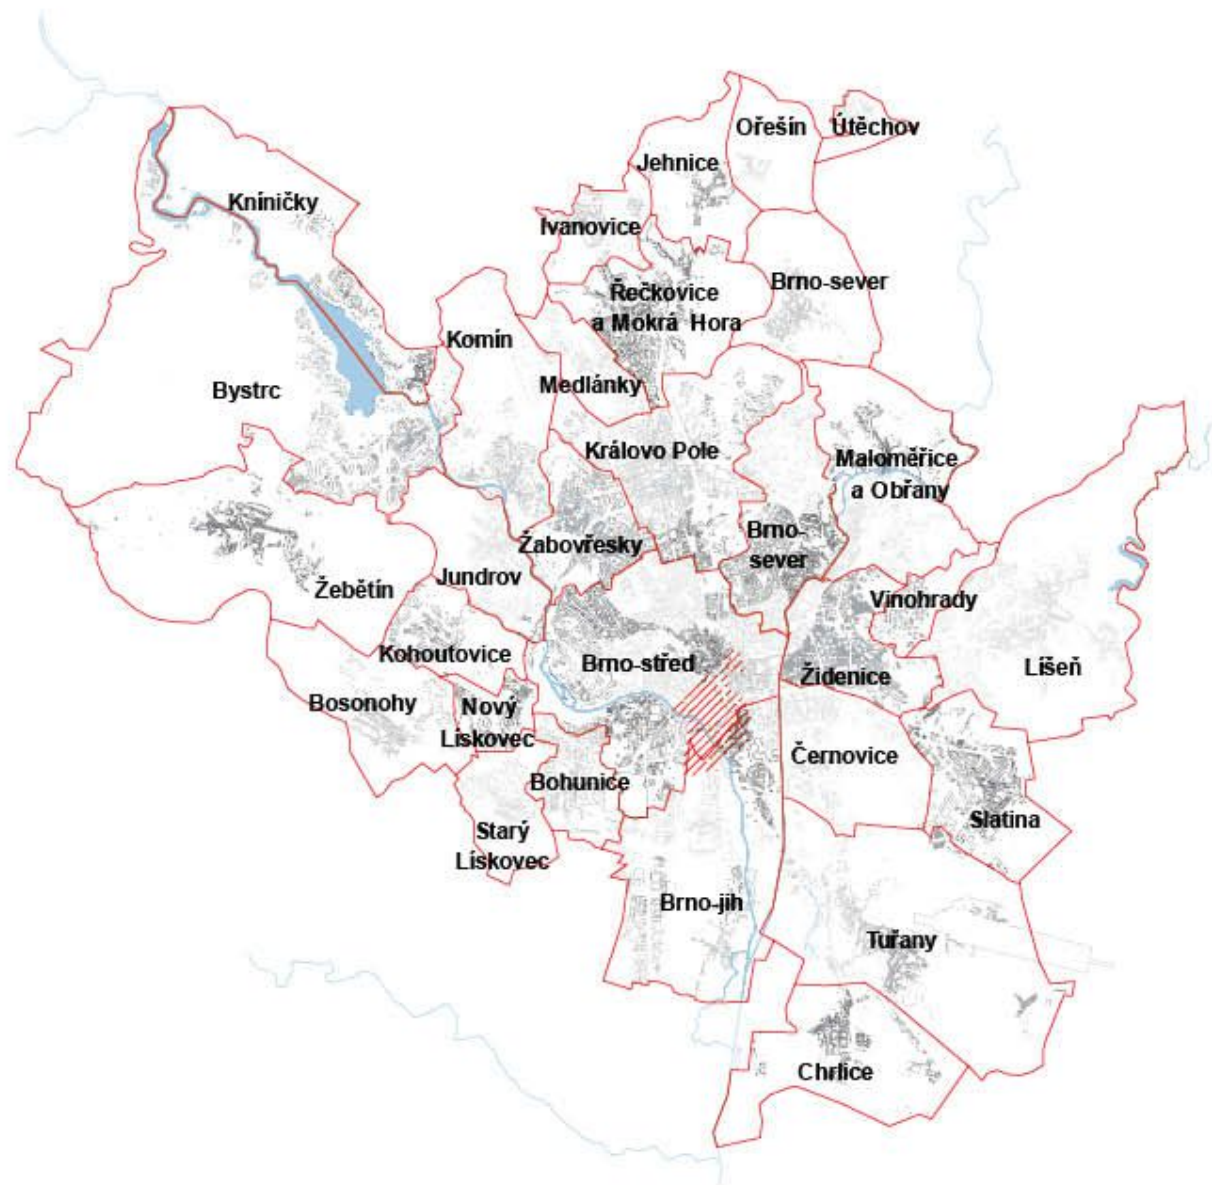 Ořešín
Útěchov
Jehnice
Kníničky
Ivanovice
Brno-sever
Řečkovice
a Mokrá Hora
Komín
Medlánky
Bystrc
Královo Pole
Maloměřice
a Obřany
Brno-
sever
Žabovřesky
Jundrov
Žebětín
Vinohrady
Kohoutovice
Brno-střed
Židenice
Líšeň
Bosonohy
Nový
Lískovec
Černovice
Bohunice
Slatina
Starý
Lískovec
Brno-jih
Tuřany
Chrlice